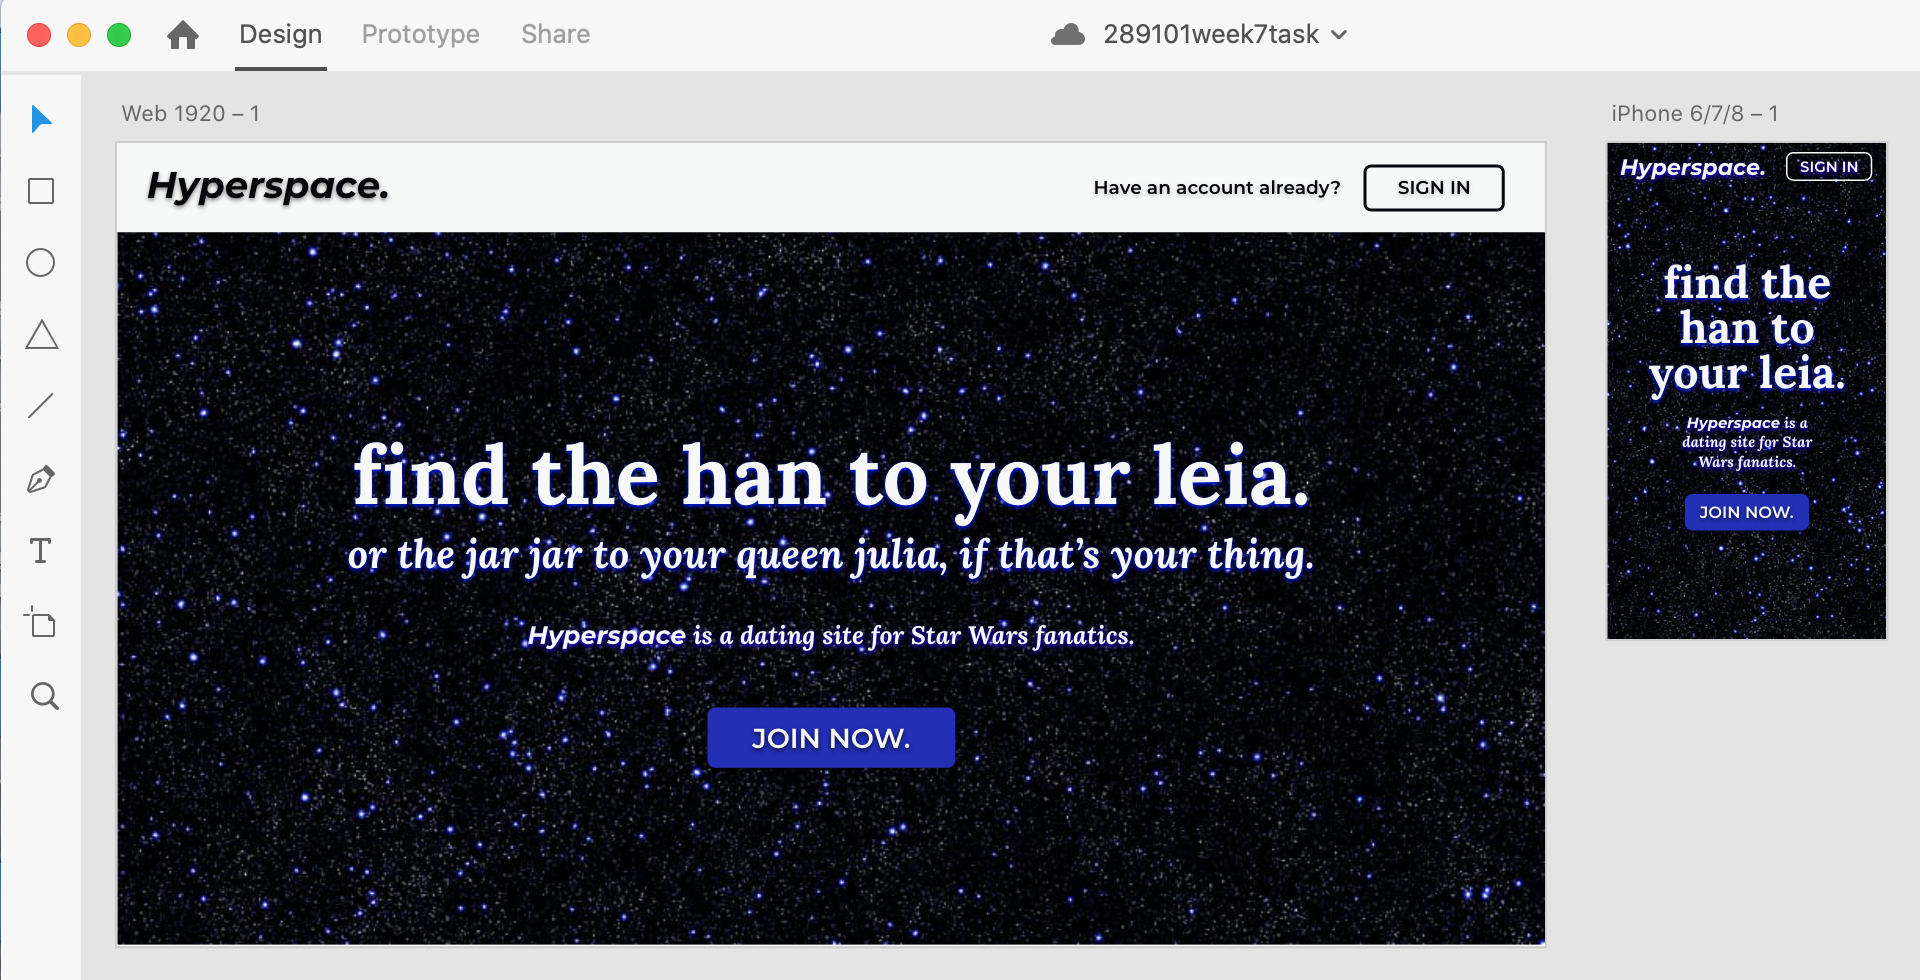 Design Prototype Share 289101week7task
Web 1920 – 1
Hyperspace. Have an account already? SIGN IN
find the han to your leia.
or the jar jar to your queen julia, if that’s your thing.
Hyperspace is a dating site for Star Wars fanatics.
JOIN NOW.
iPhone 6/7/8 – 1
Hyperspace. SIGN IN
find the
han to
your leia.
Hyperspace is a
dating site for Star
Wars fanatics.
JOIN NOW.